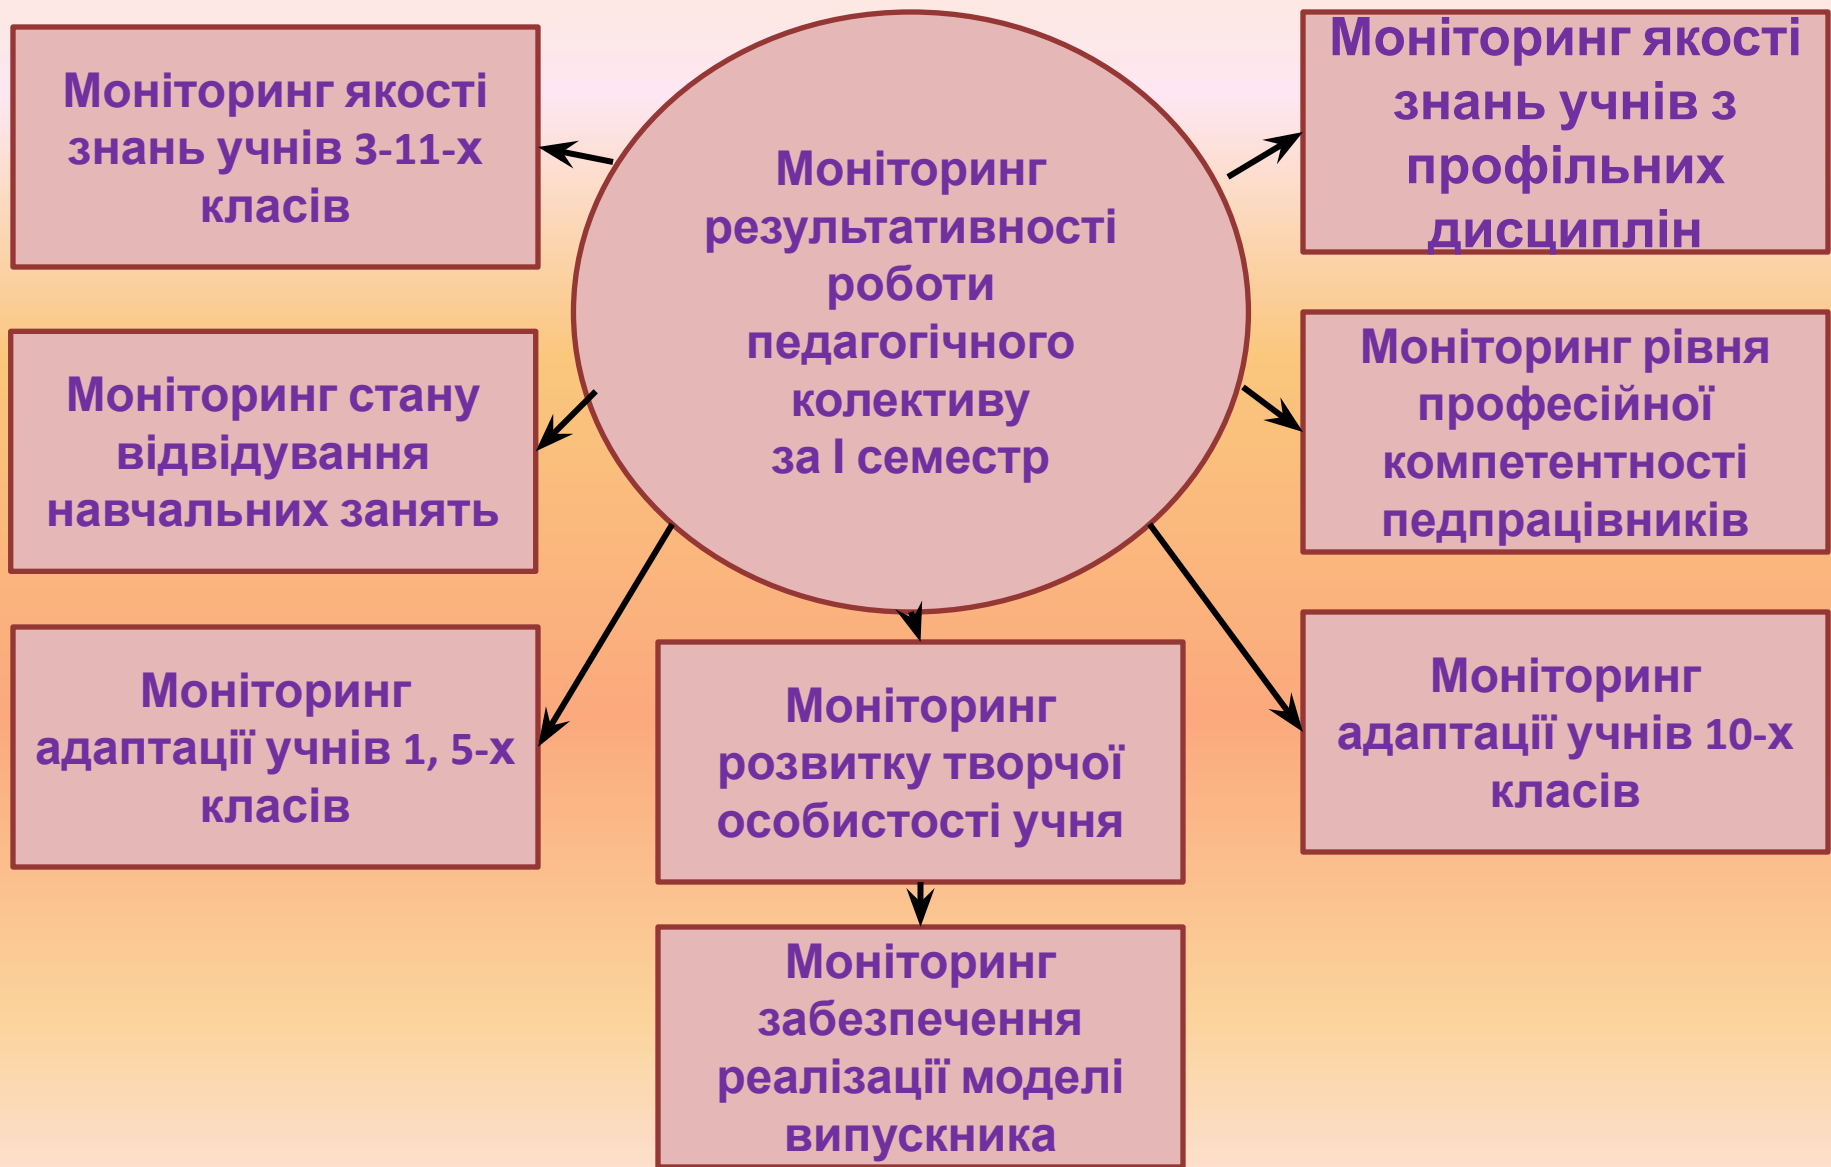 Моніторинг якості
знань учнів 3-11-х
класів
Моніторинг
результативності
роботи
педагогічного
колективу
за І семестр
Моніторинг якості
знань учнів з
профільних
дисциплін
Моніторинг стану
відвідування
навчальних занять
Моніторинг рівня
професійної
компетентності
педпрацівників
Моніторинг
адаптації учнів 1, 5-х
класів
Моніторинг
розвитку творчої
особистості учня
Моніторинг
адаптації учнів 10-х
класів
Моніторинг
забезпечення
реалізації моделі
випускника